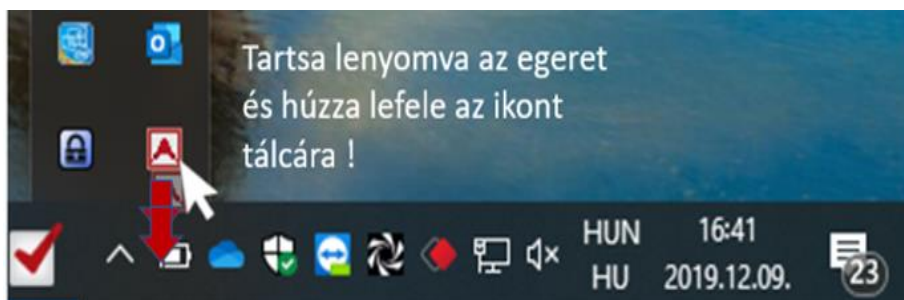 Tartsa lenyomva az egeret
és húzza lefele az ikont
tálcára !
HUN
HU
16:41
2019.12.09.
23